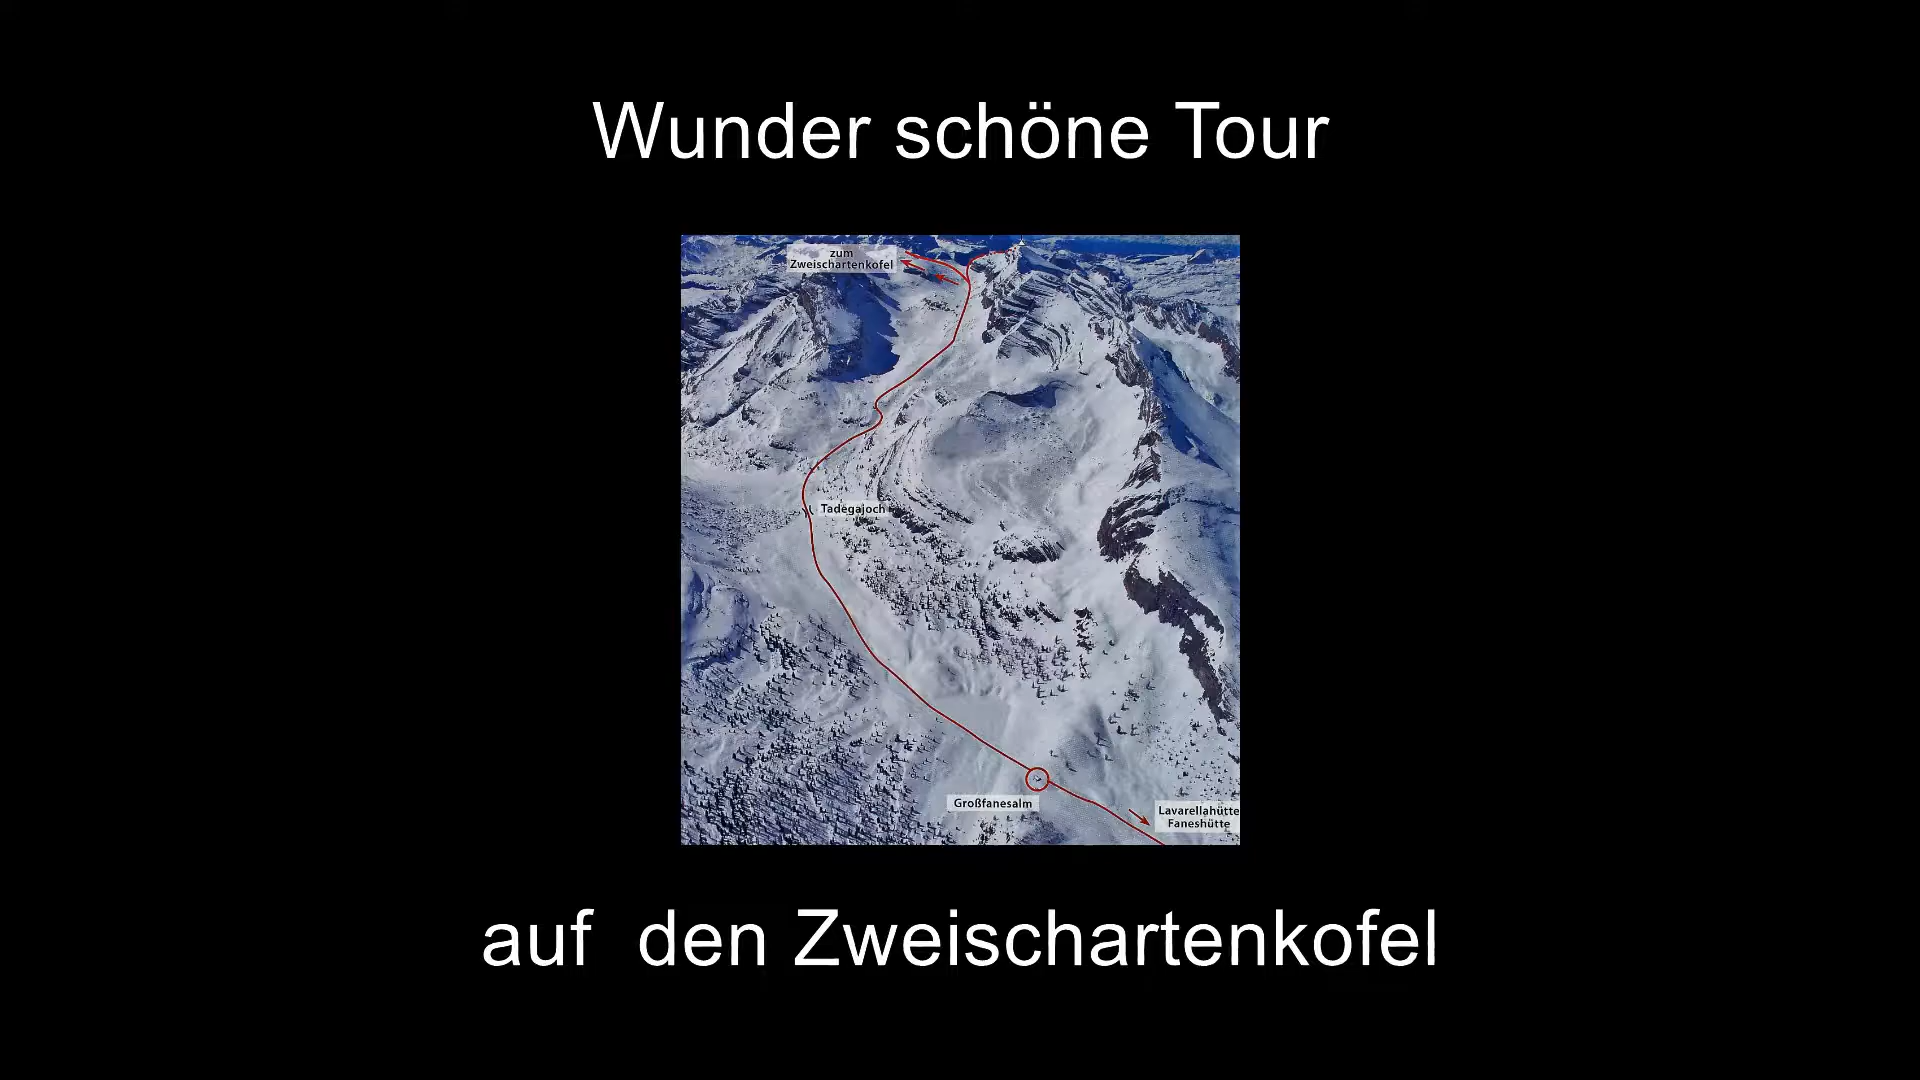 Wunder schöne Tour
zum
Zweischartenkofel
Tadegajoch
Großfanesalm
Lavarellahütte
Faneshütte
auf  den Zweischartenkofel